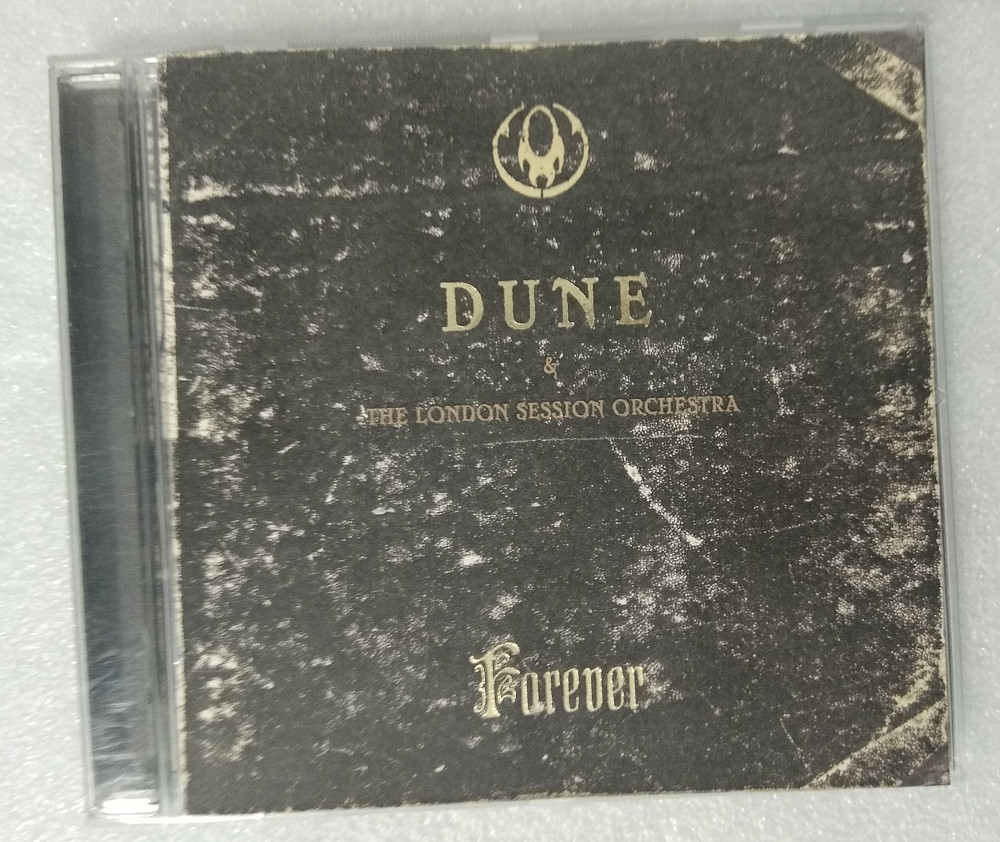 DUNE
&
THE LONDON SESSION ORCHESTRA
Forever